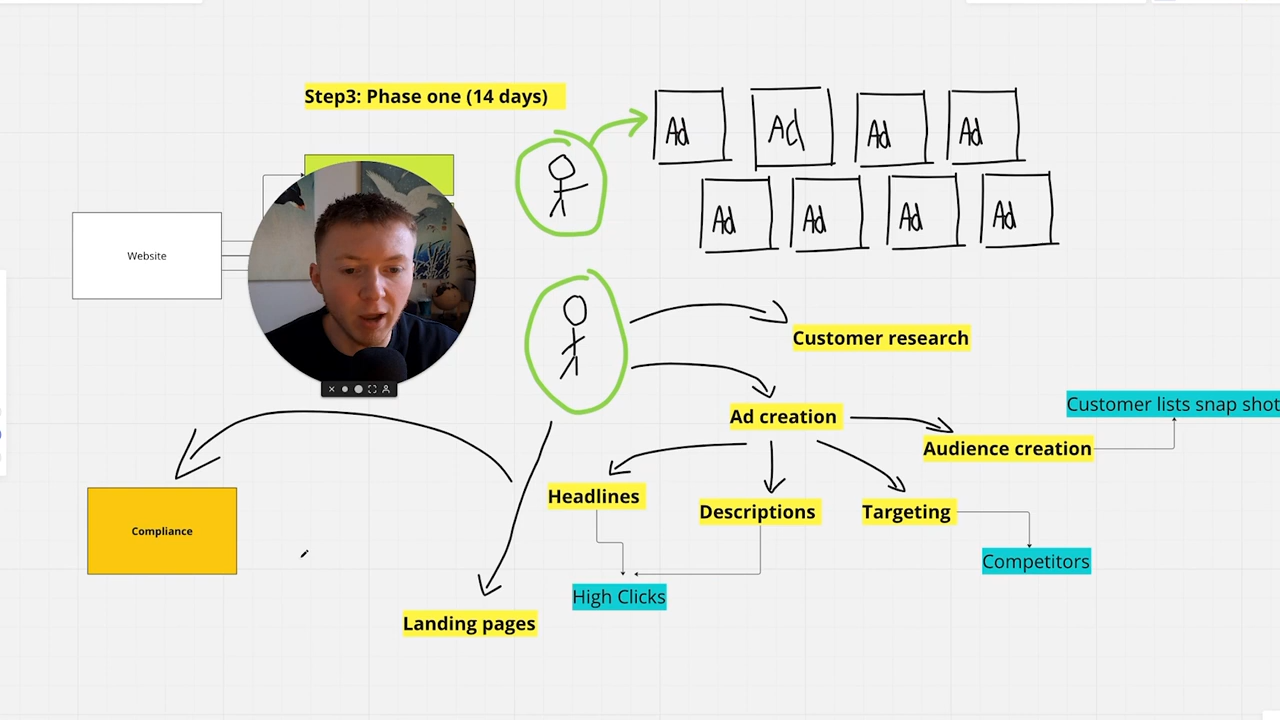 Step3: Phase one (14 days)
Ad
Ad
Ad
Ad
Ad
Ad
Ad
Ad
Website
Customer research
Customer lists snap shot
Ad creation
Audience creation
Headlines
Descriptions
Targeting
Compliance
Competitors
High Clicks
Landing pages